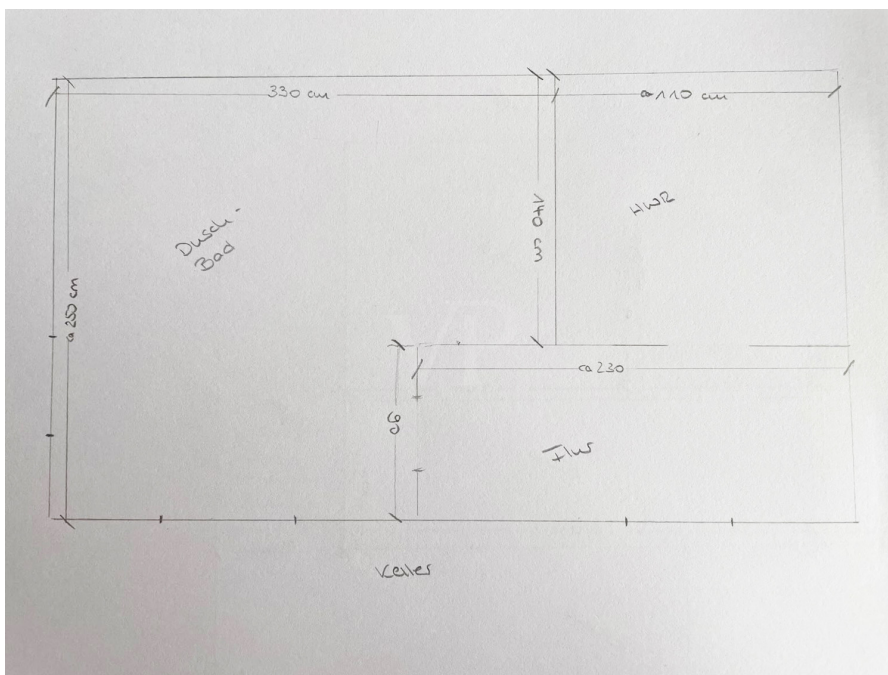 330 cm
ca 110 cm
Dusch-
Bad
140 cm
HWR
ca 250 cm
ca 230
90
Flur
Keller